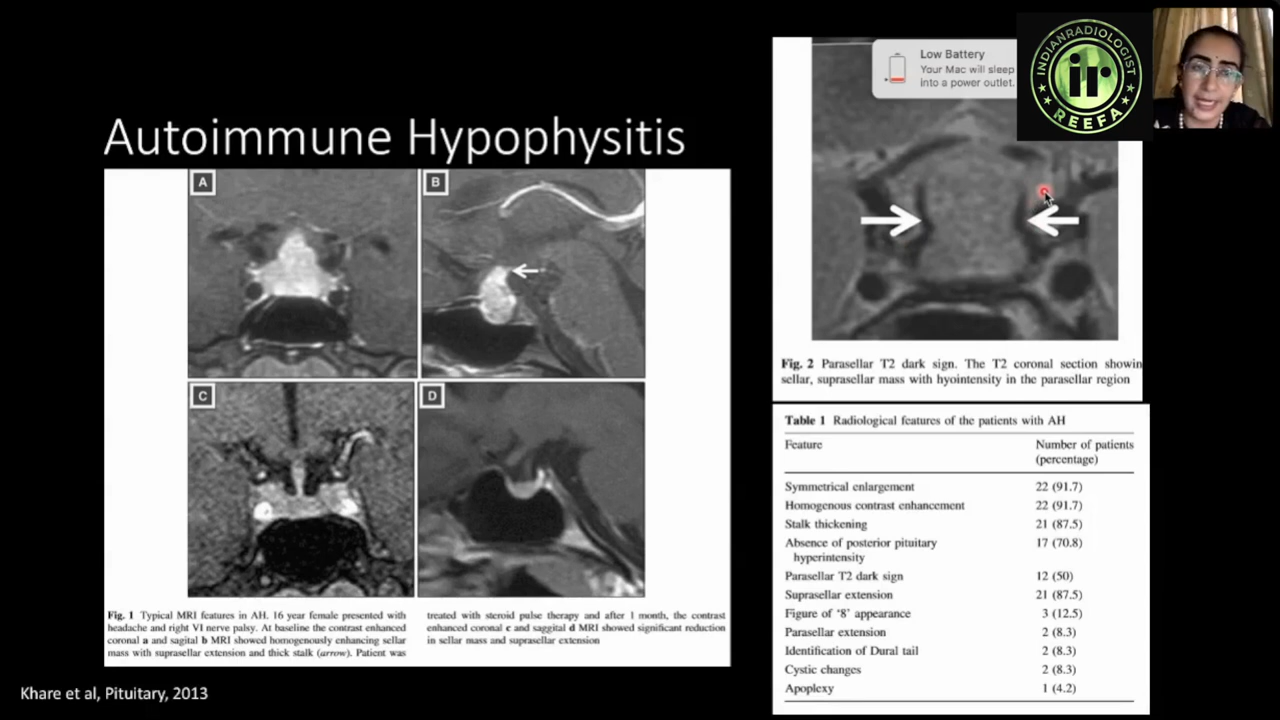 Autoimmune Hypophysitis
A
B
C
D
Fig. 1 Typical MRI features in AH. 16 year female presented with
headache and right VI nerve palsy. At baseline the contrast enhanced
coronal a and sagital b MRI showed homogenously enhancing sellar
mass with suprasellar extension and thick stalk (arrow). Patient was
treated with steroid pulse therapy and after 1 month, the contrast
enhanced coronal c and saggital d MRI showed significant reduction
in sellar mass and suprasellar extension
Khare et al, Pituitary, 2013
Low Battery
Your Mac will sleep
into a power outlet.
INDIANRADIOLOGIST
ir
REEFA
Fig. 2 Parasellar T2 dark sign. The T2 coronal section showin
sellar, suprasellar mass with hyointensity in the parasellar region
Table 1 Radiological features of the patients with AH
Feature Number of patients
(percentage)
Symmetrical enlargement 22 (91.7)
Homogenous contrast enhancement 22 (91.7)
Stalk thickening 21 (87.5)
Absence of posterior pituitary 17 (70.8)
hyperintensity
Parasellar T2 dark sign 12 (50)
Suprasellar extension 21 (87.5)
Figure of '8' appearance 3 (12.5)
Parasellar extension 2 (8.3)
Identification of Dural tail 2 (8.3)
Cystic changes 2 (8.3)
Apoplexy 1 (4.2)